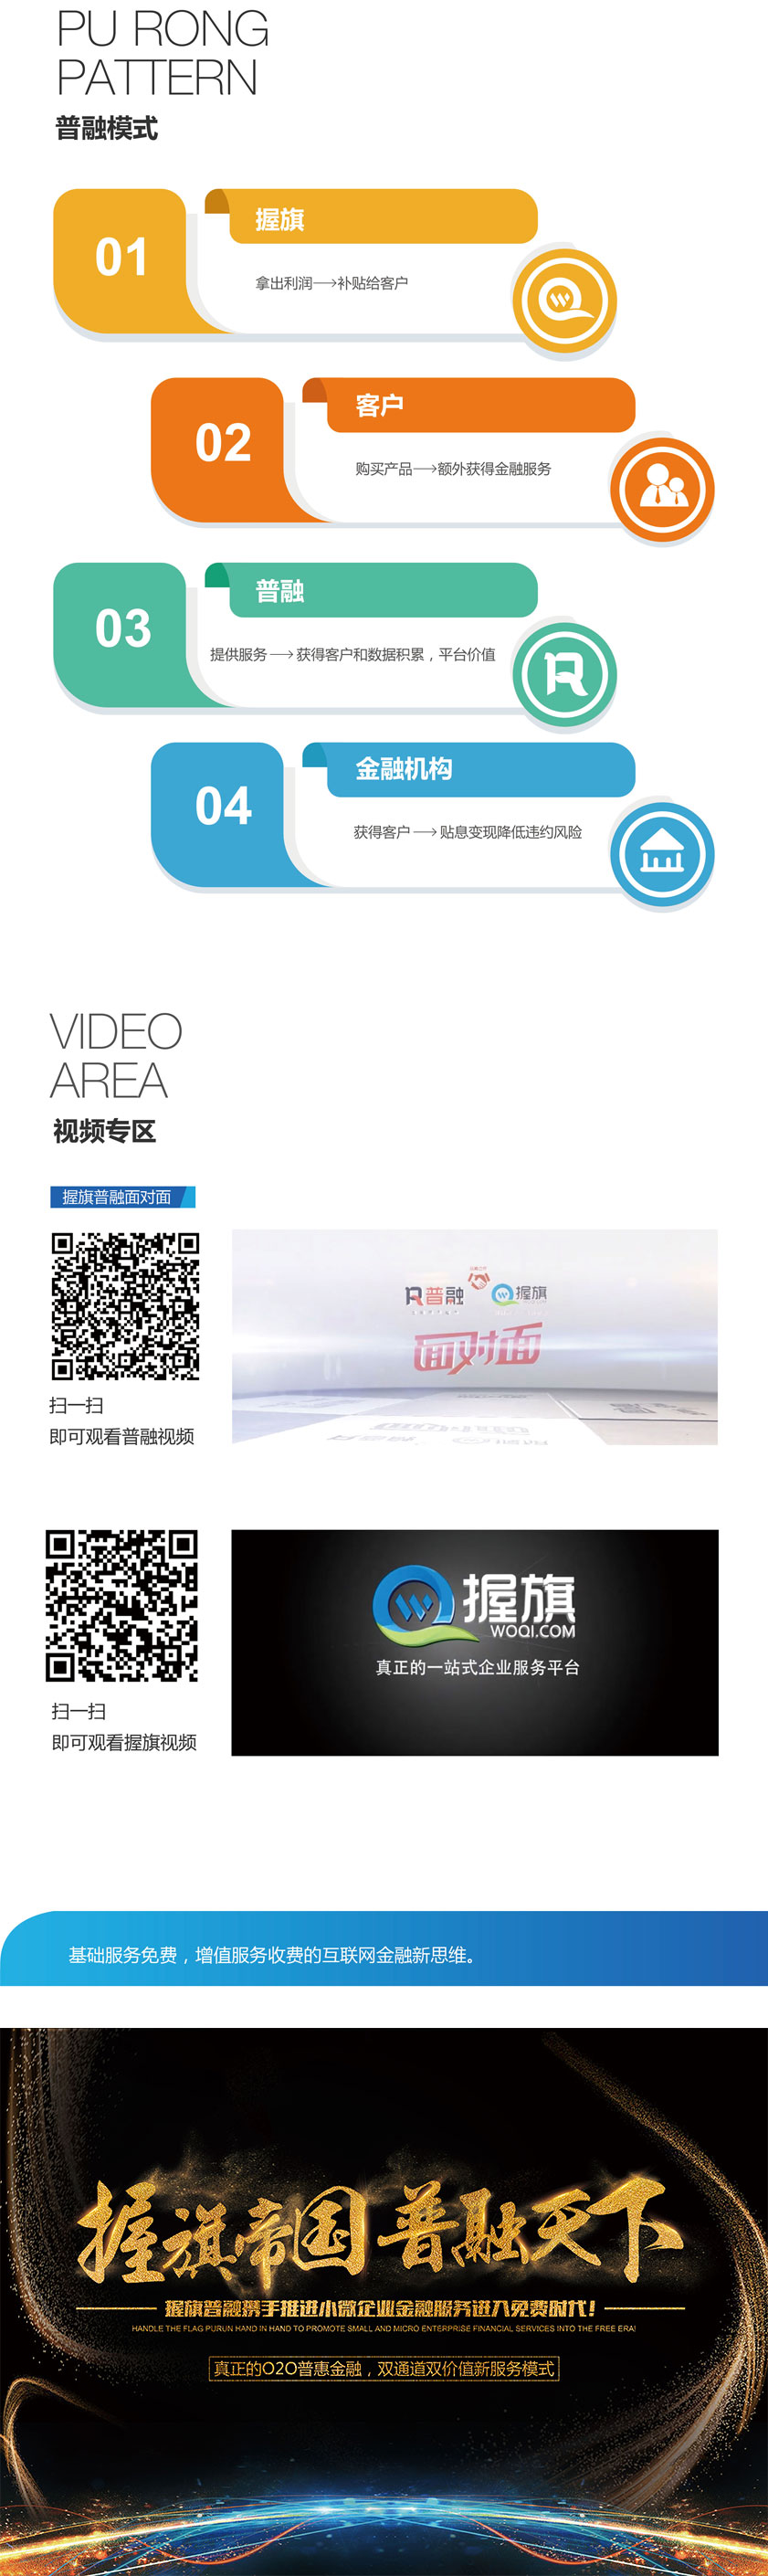 PU RONG
PATTERN
普融模式
01
握旗
拿出利润→补贴给客户
02
客户
购买产品→额外获得金融服务
03
普融
提供服务→获得客户和数据积累，平台价值
04
金融机构
获得客户→贴息变现降低违约风险
VIDEO
AREA
视频专区
握旗普融面对面
R普融 握旗
面对面
扫一扫
即可观看普融视频
握旗
WOQI.COM
真正的一站式企业服务平台
扫一扫
即可观看握旗视频
基础服务免费，增值服务收费的互联网金融新思维。
握旗帝国 普融天下
握旗普融携手推进小微企业金融服务进入免费时代！
HANDLE THE FLAG PURUN HAND IN HAND TO PROMOTE SMALL AND MICRO ENTERPRISE FINANCIAL SERVICES INTO THE FREE ERA!
真正的O2O普惠金融，双通道双价值新服务模式